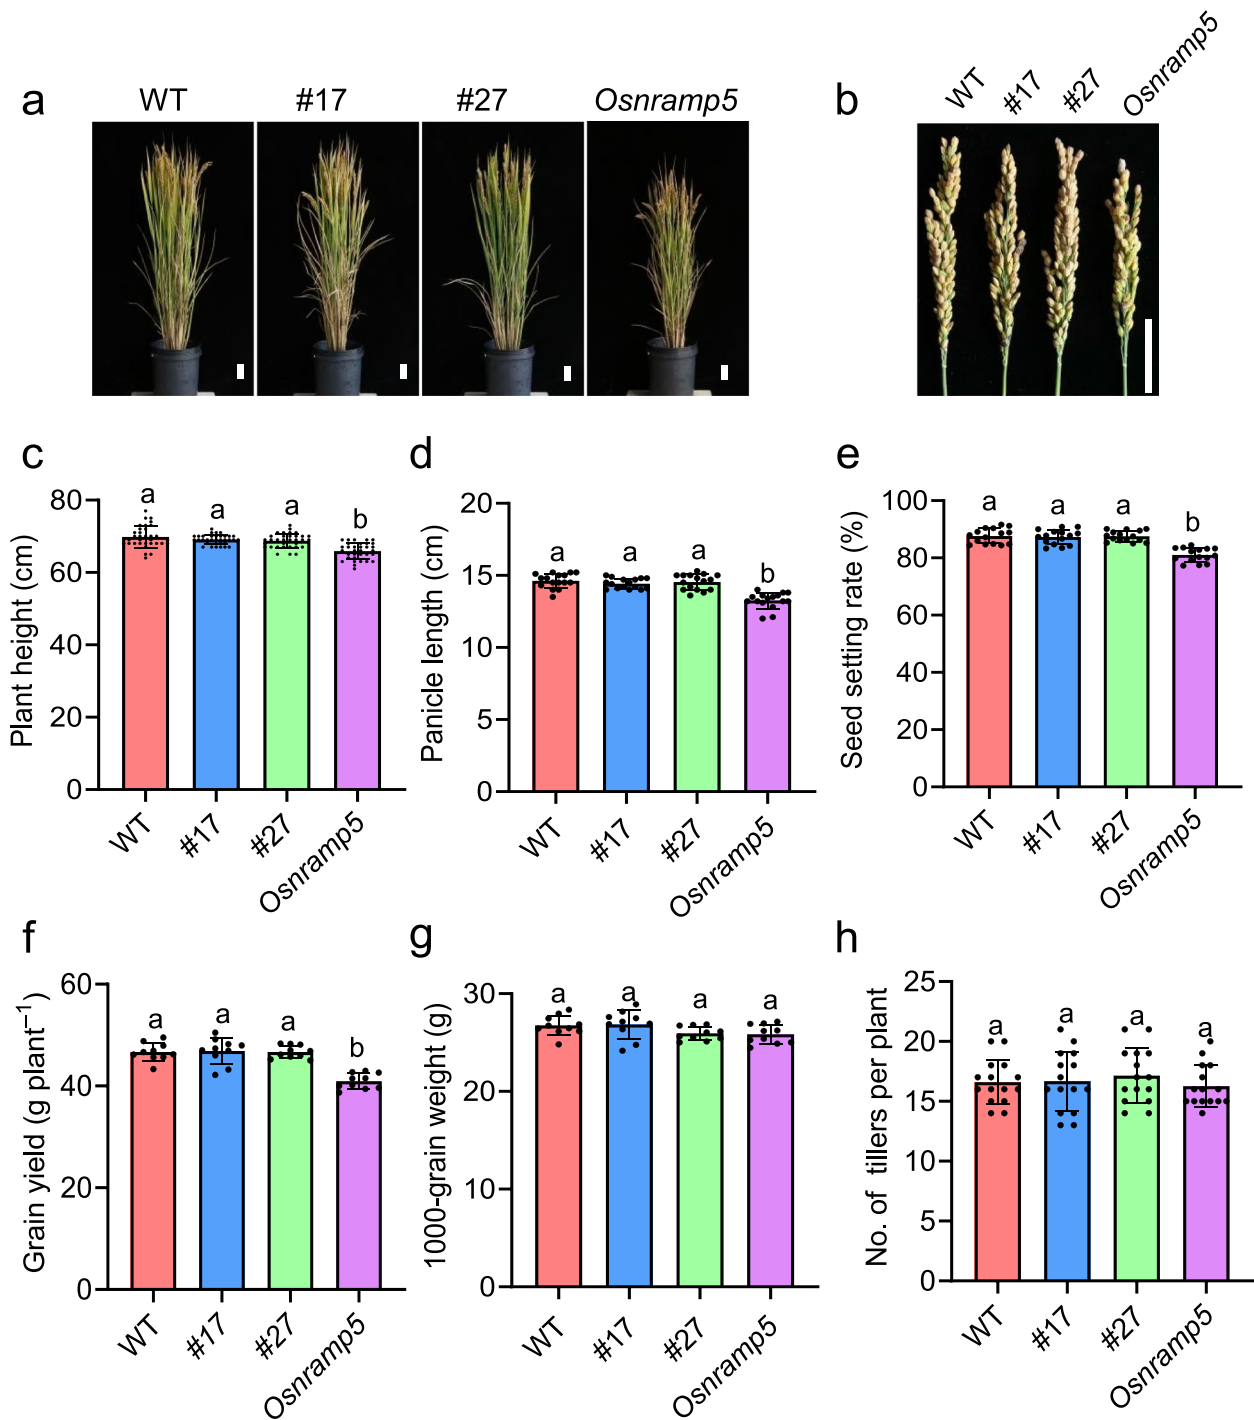 a
WT #17 #27 Osnramp5
b
WT #17 #27 Osnramp5
c
Plant height (cm)
80
60
40
20
0
a a a b
WT #17 #27 Osnramp5
d
Panicle length (cm)
20
15
10
5
0
a a a b
WT #17 #27 Osnramp5
e
Seed setting rate (%)
100
80
60
40
20
0
a a a b
WT #17 #27 Osnramp5
f
Grain yield (g plant⁻¹)
60
40
20
0
a a a b
WT #17 #27 Osnramp5
g
1000-grain weight (g)
30
20
10
0
a a a a
WT #17 #27 Osnramp5
h
No. of tillers per plant
25
20
15
10
5
0
a a a a
WT #17 #27 Osnramp5